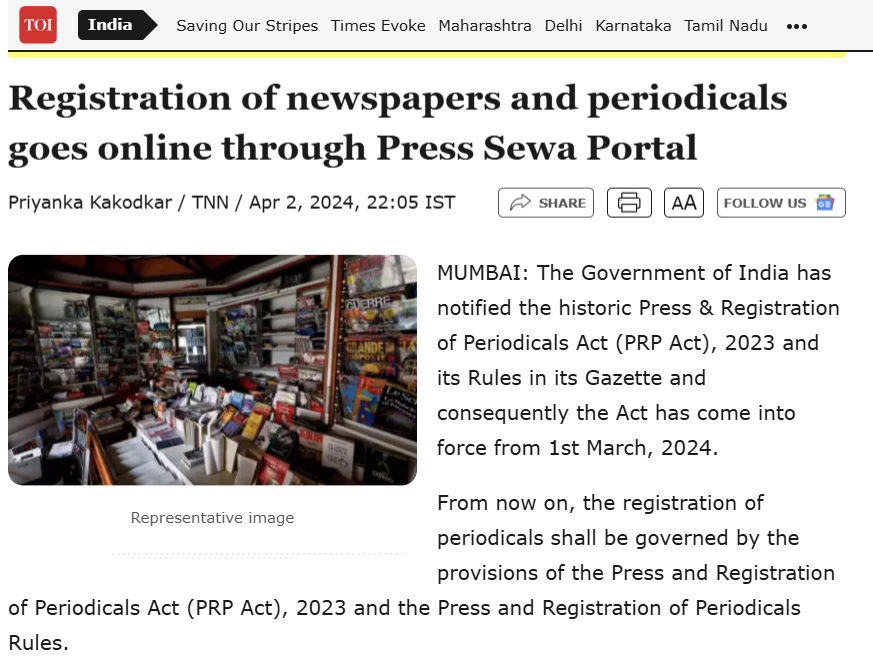 TOI India Saving Our Stripes Times Evoke Maharashtra Delhi Karnataka Tamil Nadu •••
Registration of newspapers and periodicals
goes online through Press Sewa Portal
Priyanka Kakodkar / TNN / Apr 2, 2024, 22:05 IST SHARE AA FOLLOW US
GUERRE
GRANDE
Representative image
MUMBAI: The Government of India has
notified the historic Press & Registration
of Periodicals Act (PRP Act), 2023 and
its Rules in its Gazette and
consequently the Act has come into
force from 1st March, 2024.
From now on, the registration of
periodicals shall be governed by the
provisions of the Press and Registration
of Periodicals Act (PRP Act), 2023 and the Press and Registration of Periodicals
Rules.